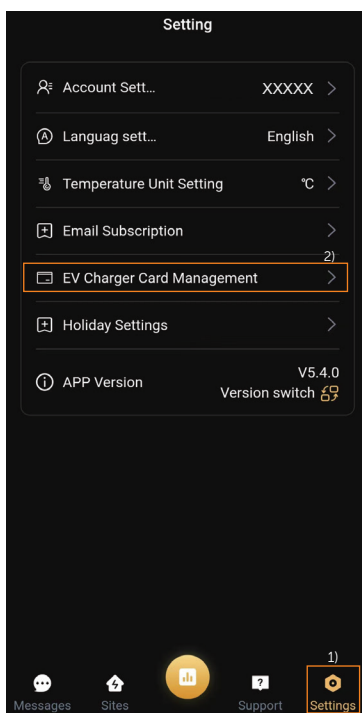 Setting
Account Sett... XXXXX
Languag sett... English
Temperature Unit Setting ℃
Email Subscription
2)
EV Charger Card Management
Holiday Settings
APP Version V5.4.0
Version switch
1)
Messages Sites Support Settings